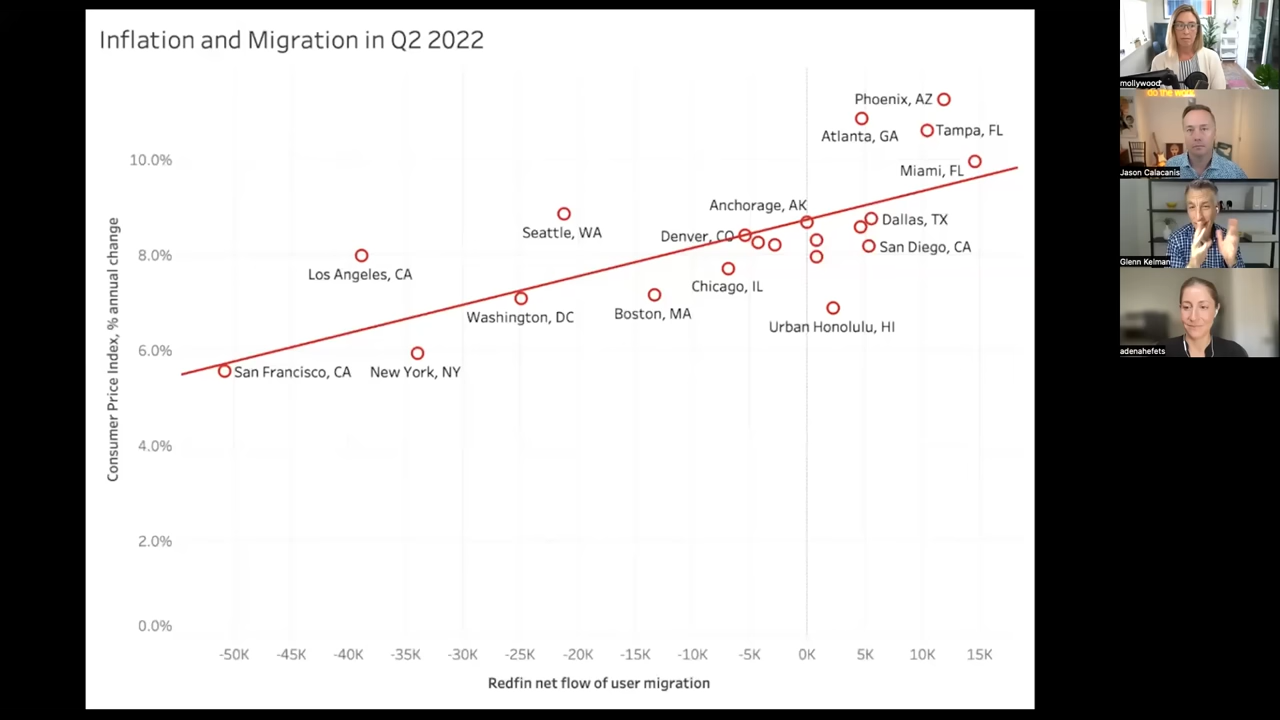 Inflation and Migration in Q2 2022
Phoenix, AZ
Atlanta, GA
Tampa, FL
Miami, FL
10.0%
Anchorage, AK
Seattle, WA
Denver, CO
Dallas, TX
San Diego, CA
8.0%
Los Angeles, CA
Chicago, IL
Washington, DC
Boston, MA
Urban Honolulu, HI
6.0%
San Francisco, CA
New York, NY
4.0%
2.0%
0.0%
Consumer Price Index, % annual change
-50K -45K -40K -35K -30K -25K -20K -15K -10K -5K 0K 5K 10K 15K
Redfin net flow of user migration
mollywood
do the work
Jason Calacanis
Glenn Kelman
adenahefets